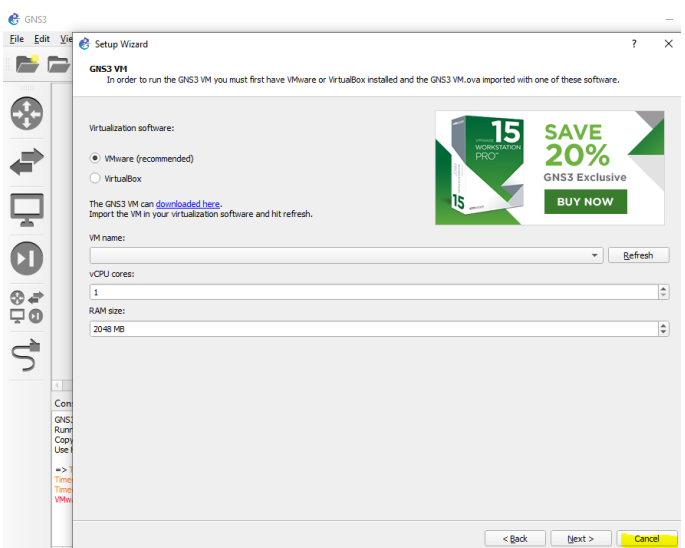 GNS3
File Edit Vie
Setup Wizard
GNS3 VM
In order to run the GNS3 VM you must first have VMware or VirtualBox installed and the GNS3 VM.ova imported with one of these software.
Virtualization software:
VMware (recommended)
VirtualBox
The GNS3 VM can downloaded here.
Import the VM in your virtualization software and hit refresh.
15
WORKSTATION
PRO
15
SAVE
20%
GNS3 Exclusive
BUY NOW
VM name:
Refresh
vCPU cores:
1
RAM size:
2048 MB
Con
GNS3
Runr
Copy
Use
=>
Time
Time
VMw
< Back Next > Cancel